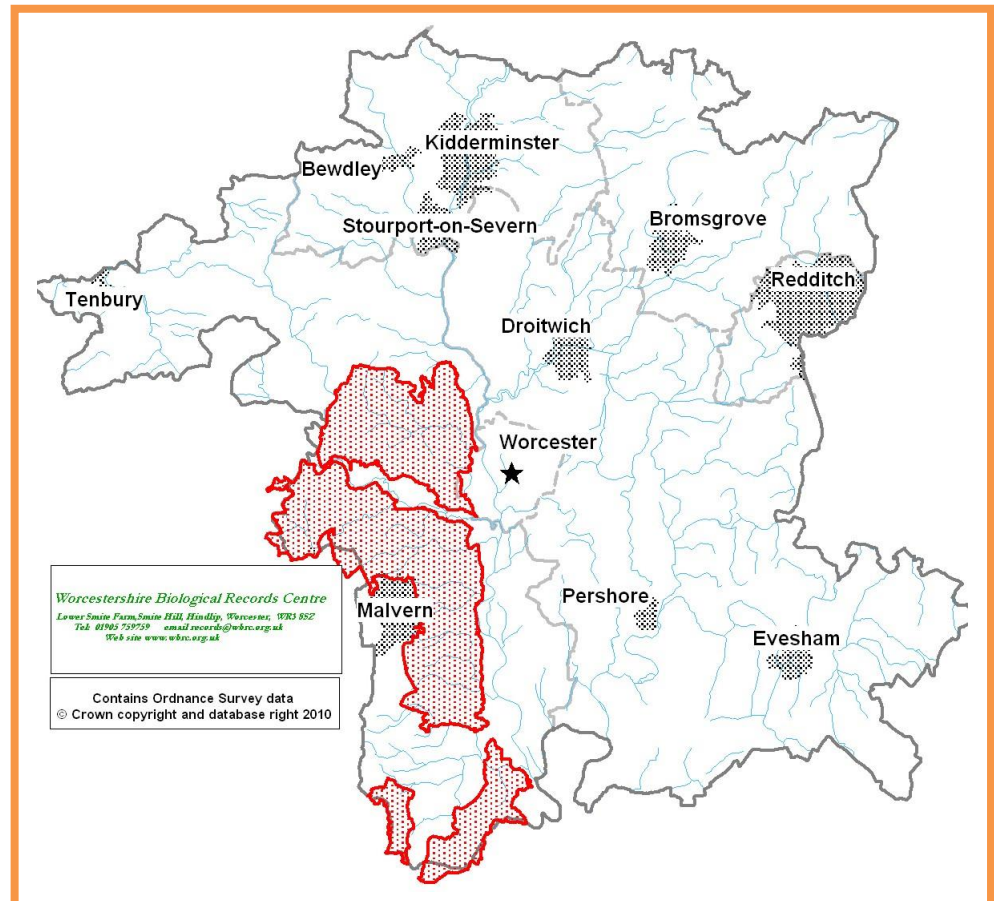 Kidderminster
Bewdley
Stourport-on-Severn
Bromsgrove
Redditch
Tenbury
Droitwich
Worcester
Worcestershire Biological Records Centre
Lower Smite Farm,Smite Hill, Hindlip, Worcester, WR3 8SZ
Tel: 01905 759759 email records@wbrc.org.uk
Web site www.wbrc.org.uk
Malvern
Pershore
Evesham
Contains Ordnance Survey data
© Crown copyright and database right 2010